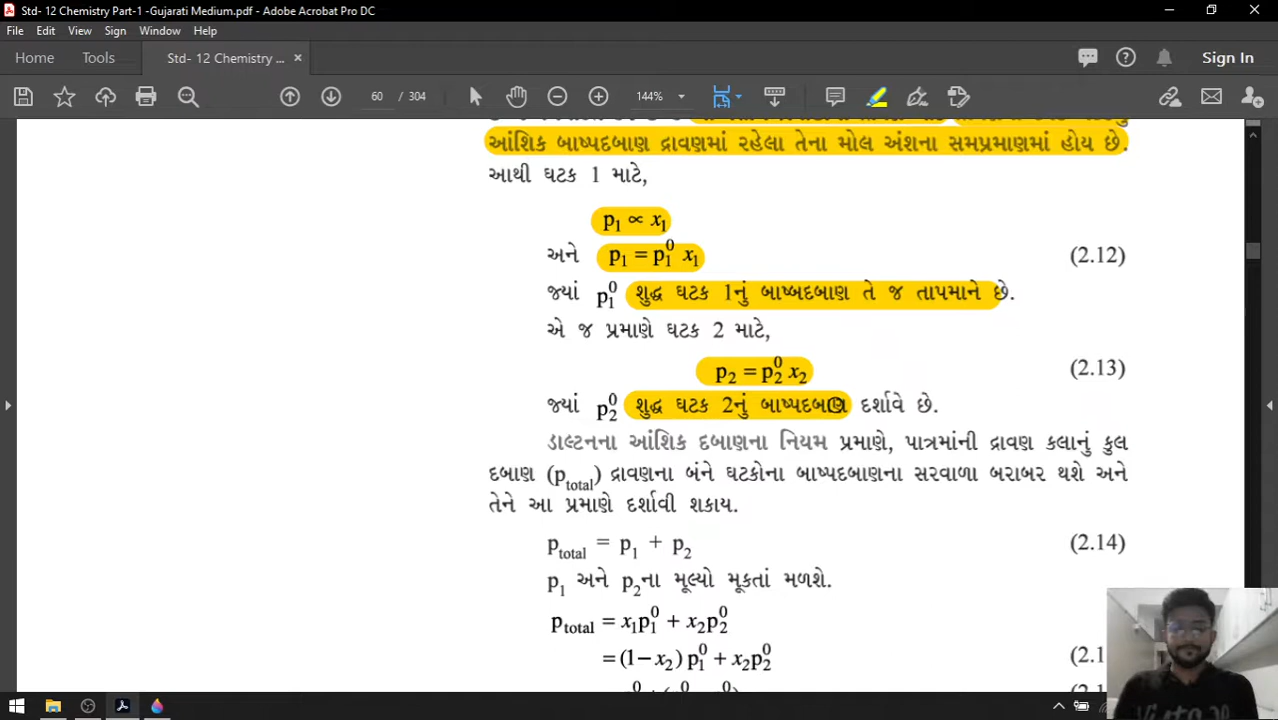 Std- 12 Chemistry Part-1 -Gujarati Medium.pdf - Adobe Acrobat Pro DC
File Edit View Sign Window Help
Home Tools Std- 12 Chemistry ... × Sign In
60 / 304 144%
આંશિક બાષ્પદબાણ દ્રાવણમાં રહેલા તેના મોલ અંશના સમપ્રમાણમાં હોય છે.
આથી ઘટક 1 માટે,
p₁ ∝ x₁
અને p₁ = p₁⁰ x₁ (2.12)
જ્યાં p₁⁰ શુદ્ધ ઘટક 1નું બાષ્બદબાણ તે જ તાપમાને છે.
એ જ પ્રમાણે ઘટક 2 માટે,
p₂ = p₂⁰ x₂ (2.13)
જ્યાં p₂⁰ શુદ્ધ ઘટક 2નું બાષ્પદબાણ દર્શાવે છે.
ડાલ્ટનના આંશિક દબાણના નિયમ પ્રમાણે, પાત્રમાંની દ્રાવણ કલાનું કુલ
દબાણ (p_total) દ્રાવણના બંને ઘટકોના બાષ્પદબાણના સરવાળા બરાબર થશે અને
તેને આ પ્રમાણે દર્શાવી શકાય.
p_total = p₁ + p₂ (2.14)
p₁ અને p₂ના મૂલ્યો મૂકતાં મળશે.
p_total = x₁p₁⁰ + x₂p₂⁰
= (1– x₂) p₁⁰ + x₂p₂⁰ (2.1